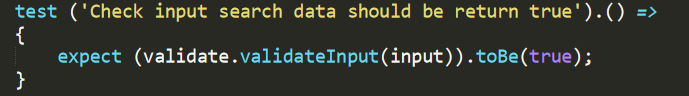 test ('Check input search data should be return true').() =>
{
    expect (validate.validateInput(input)).toBe(true);
}